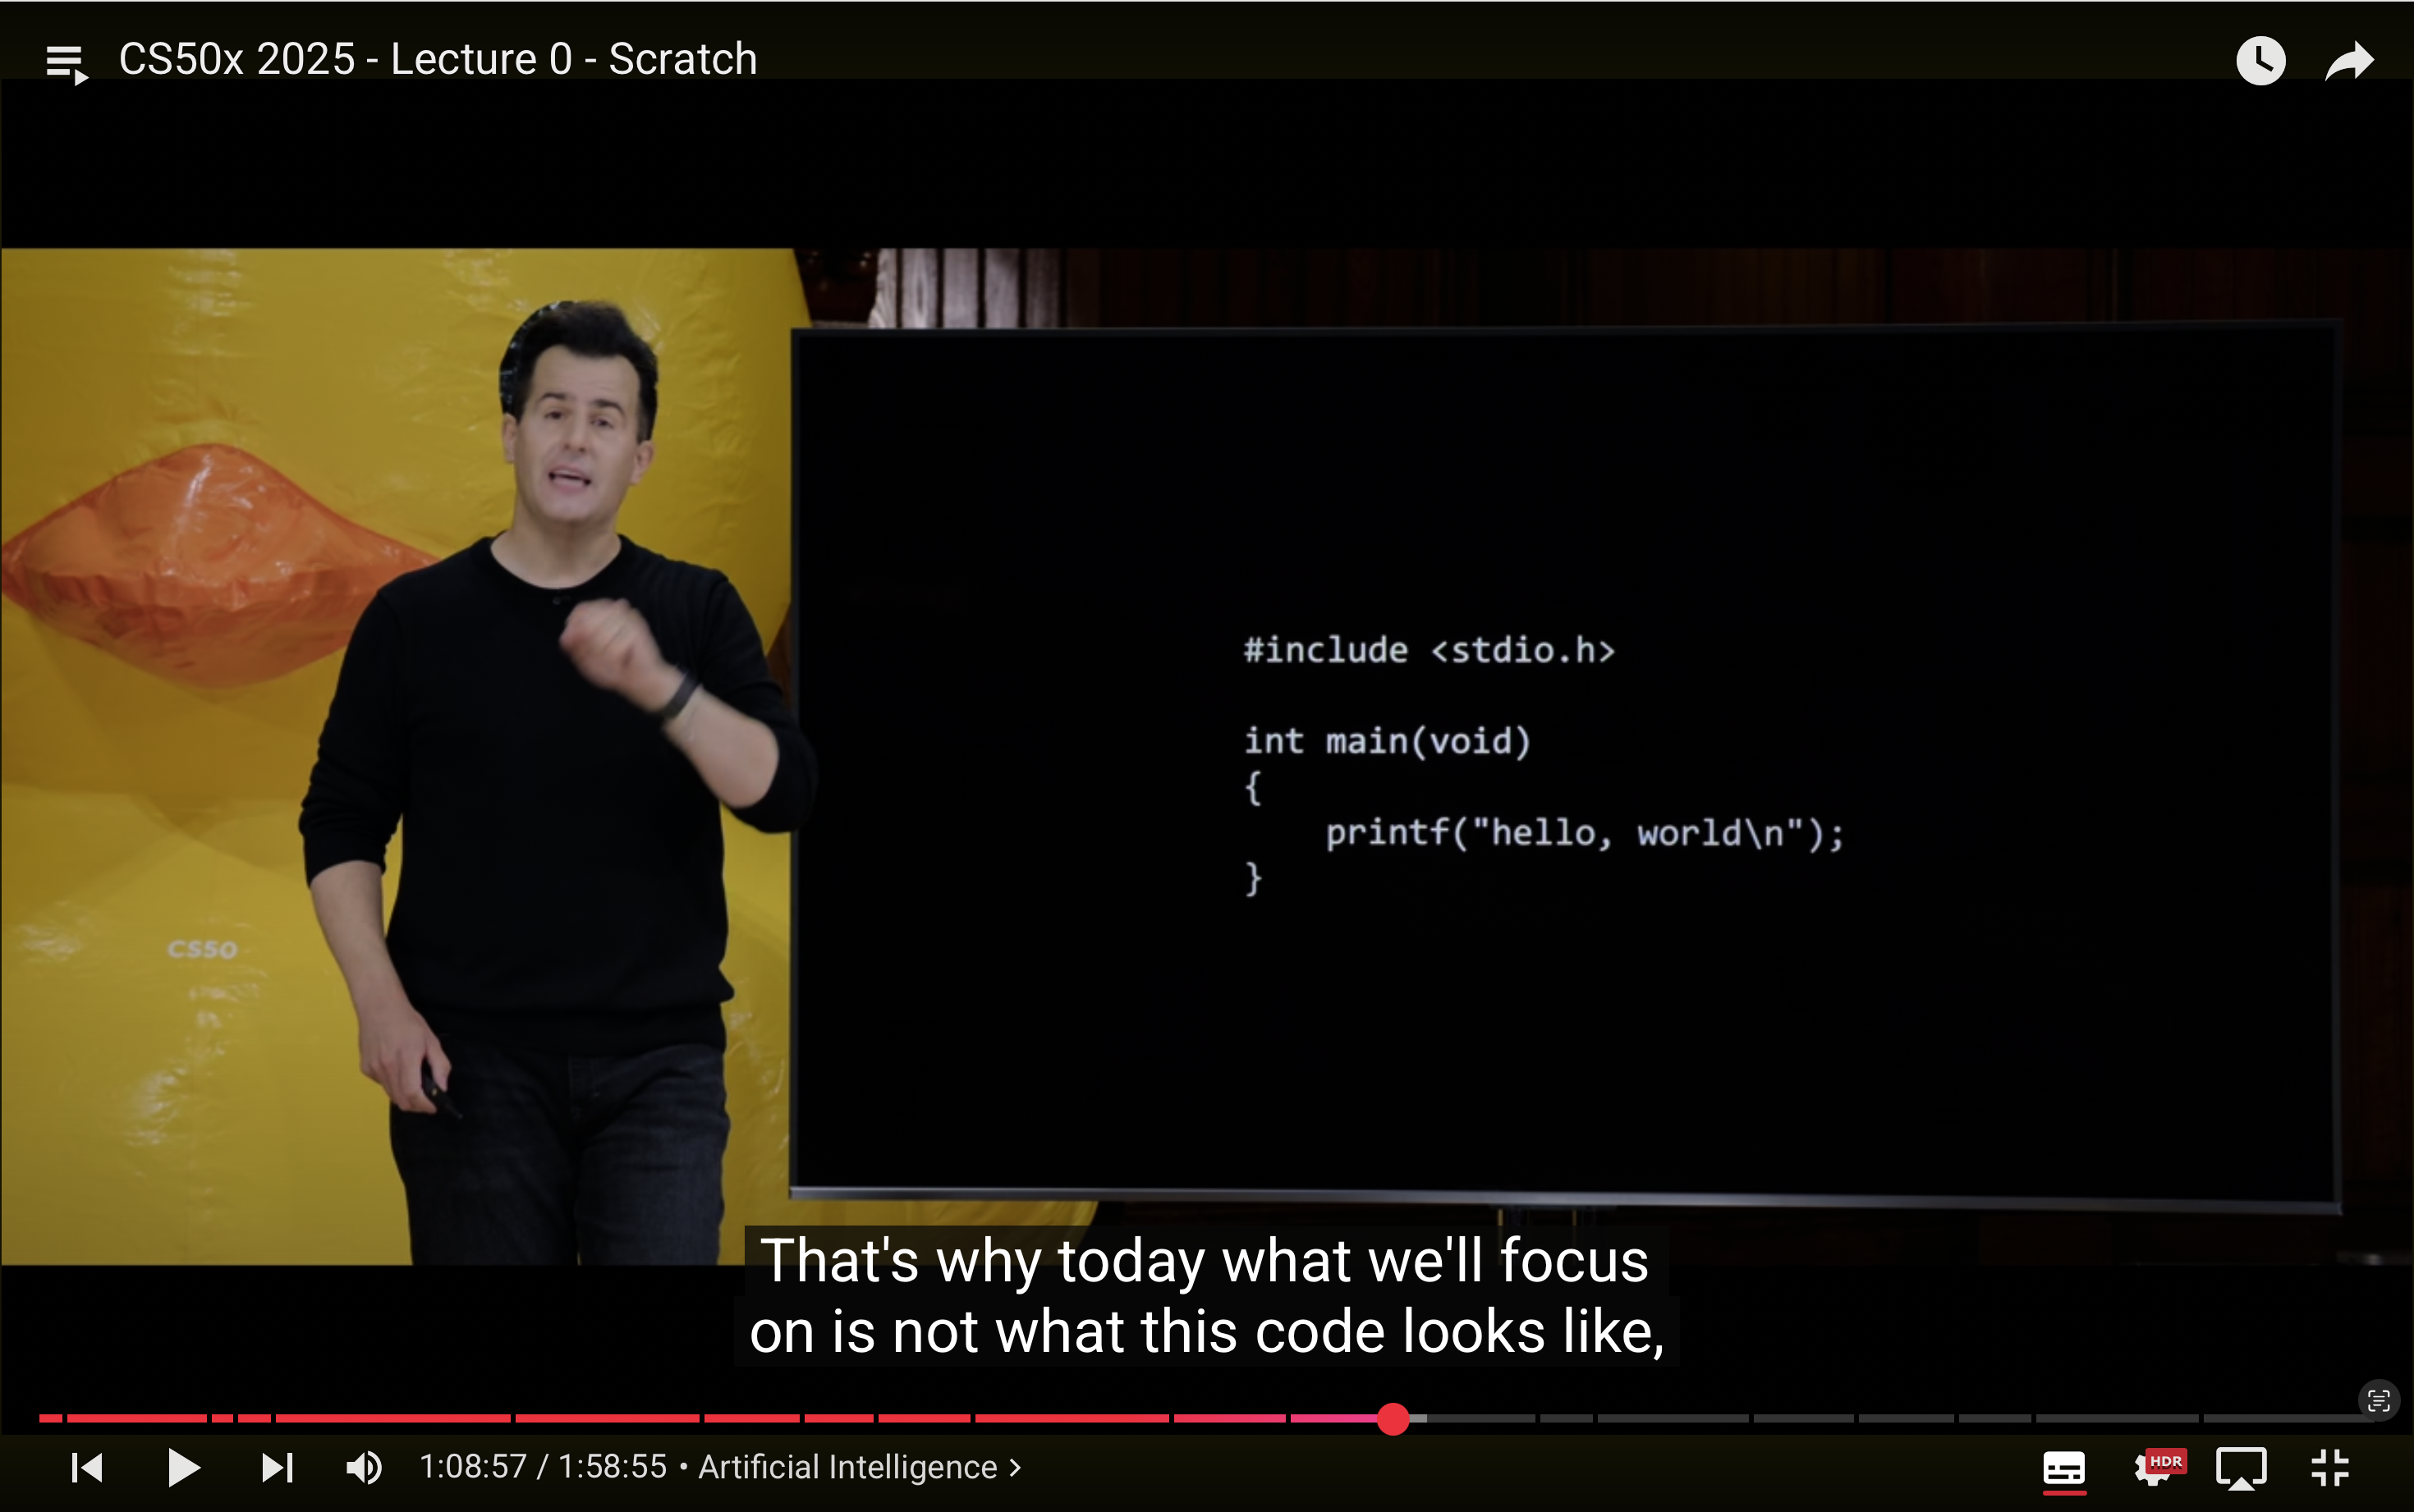 CS50x 2025 - Lecture 0 - Scratch
#include <stdio.h>
int main(void)
{
    printf("hello, world\n");
}
CS50
That's why today what we'll focus
on is not what this code looks like,
1:08:57 / 1:58:55 • Artificial Intelligence >
HDR